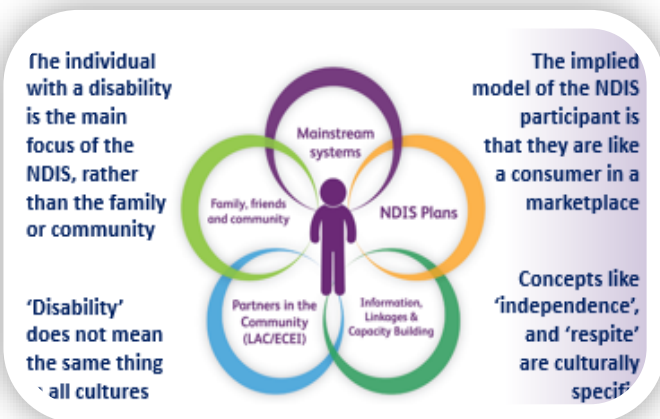 The individual
with a disability
is the main
focus of the
NDIS, rather
than the family
or community
'Disability'
does not mean
the same thing
all cultures
Mainstream
systems
Family, friends
and community
NDIS Plans
Partners in the
Community
(LAC/ECEI)
Information,
Linkages &
Capacity Building
The implied
model of the NDIS
participant is
that they are like
a consumer in a
marketplace
Concepts like
'independence',
and 'respite'
are culturally